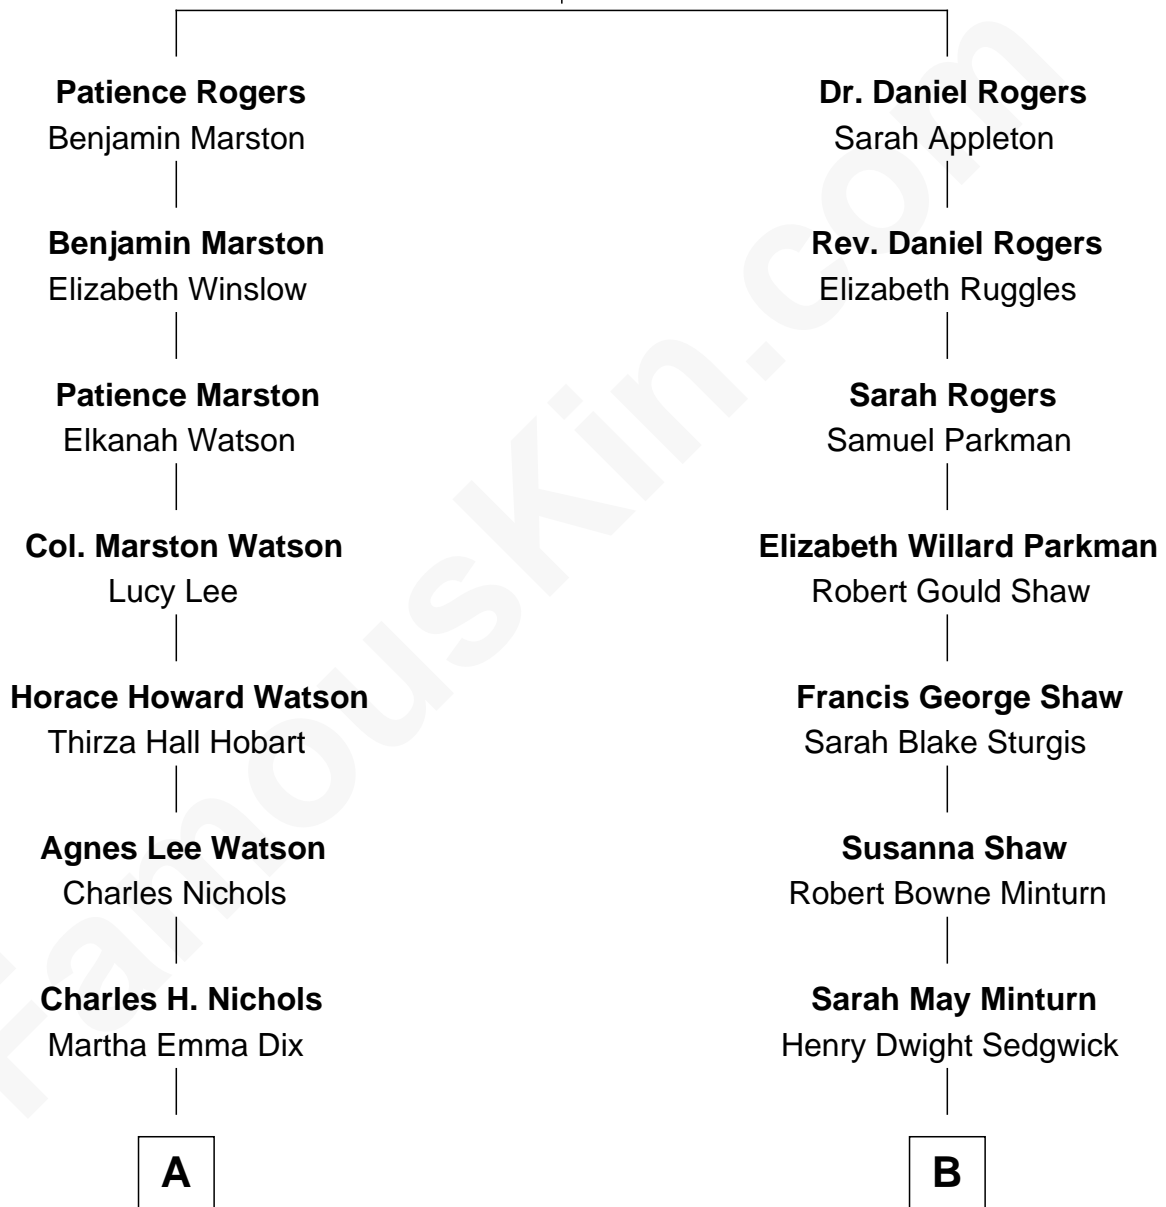 Patience Rogers
Benjamin Marston
Benjamin Marston
Elizabeth Winslow
Patience Marston
Elkanah Watson
Col. Marston Watson
Lucy Lee
Horace Howard Watson
Thirza Hall Hobart
Agnes Lee Watson
Charles Nichols
Charles H. Nichols
Martha Emma Dix
A
Dr. Daniel Rogers
Sarah Appleton
Rev. Daniel Rogers
Elizabeth Ruggles
Sarah Rogers
Samuel Parkman
Elizabeth Willard Parkman
Robert Gould Shaw
Francis George Shaw
Sarah Blake Sturgis
Susanna Shaw
Robert Bowne Minturn
Sarah May Minturn
Henry Dwight Sedgwick
B
FamousKin.com